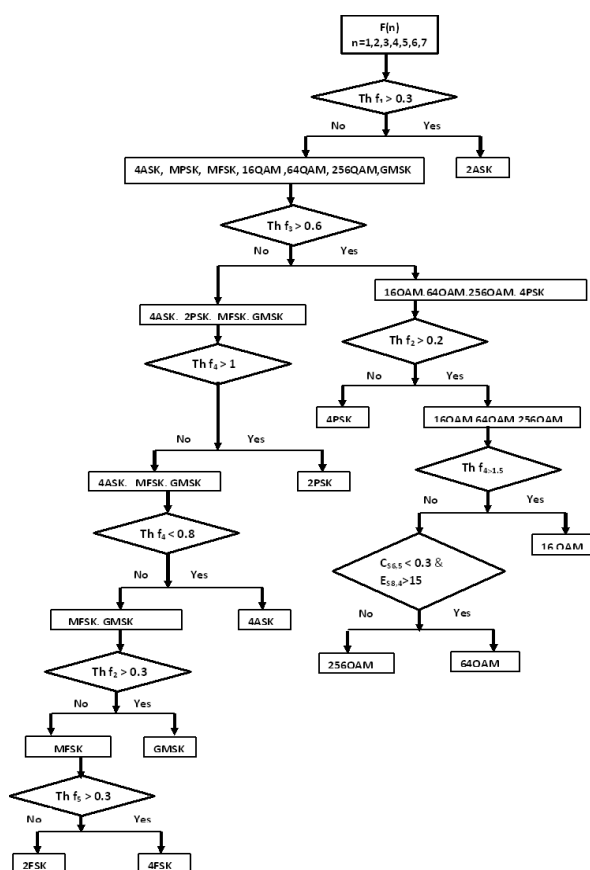 F(n)
n=1,2,3,4,5,6,7
Th f₁ > 0.3
No Yes
4ASK, MPSK, MFSK, 16QAM ,64QAM, 256QAM,GMSK
2ASK
Th f₃ > 0.6
No Yes
4ASK. 2PSK. MFSK. GMSK
16QAM.64QAM.256QAM. 4PSK
Th f₄ > 1
Th f₂ > 0.2
No Yes
4PSK
16QAM.64QAM.256QAM
No Yes
4ASK. MFSK. GMSK
2PSK
Th f₄>1.5
No Yes
16 QAM
Th f₄ < 0.8
C₅₆.₅ < 0.3 &
E₅₈.₄>15
No Yes
MFSK. GMSK
4ASK
No Yes
256QAM
64QAM
Th f₂ > 0.3
No Yes
MFSK
GMSK
Th f₅ > 0.3
No Yes
2FSK
4FSK